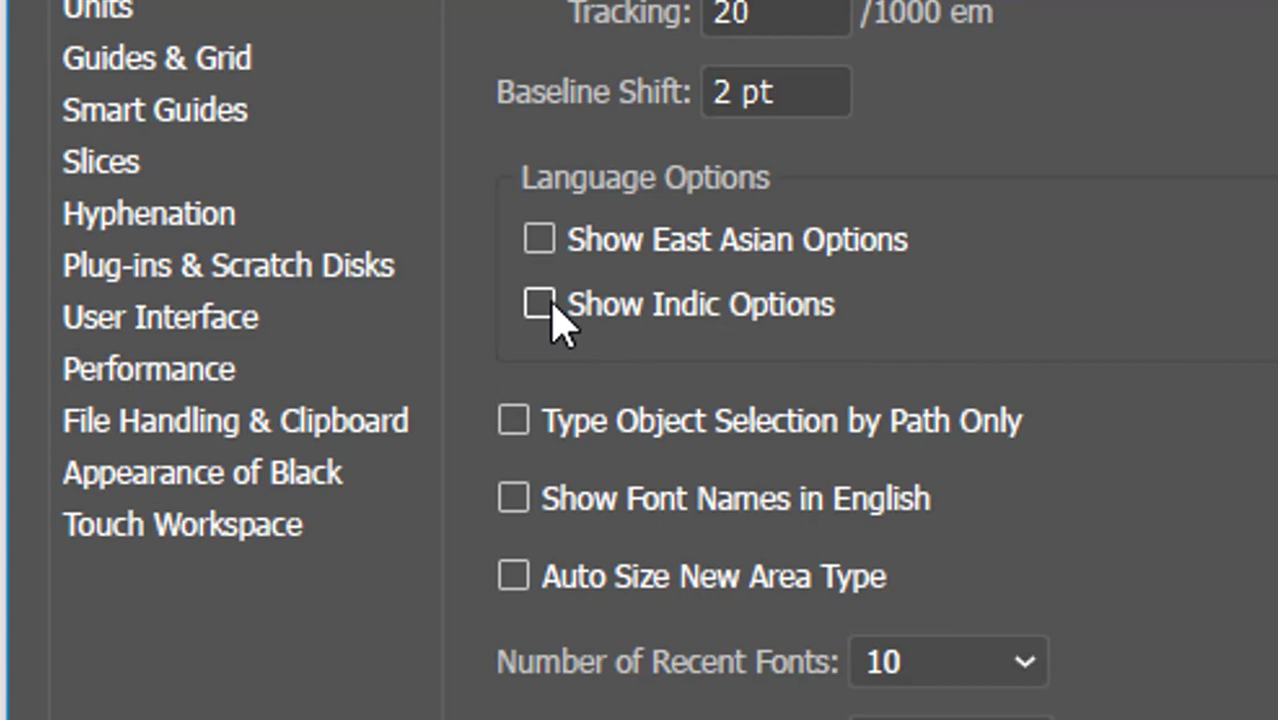 Units
Guides & Grid
Smart Guides
Slices
Hyphenation
Plug-ins & Scratch Disks
User Interface
Performance
File Handling & Clipboard
Appearance of Black
Touch Workspace
Tracking: 20 /1000 em
Baseline Shift: 2 pt
Language Options
Show East Asian Options
Show Indic Options
Type Object Selection by Path Only
Show Font Names in English
Auto Size New Area Type
Number of Recent Fonts: 10